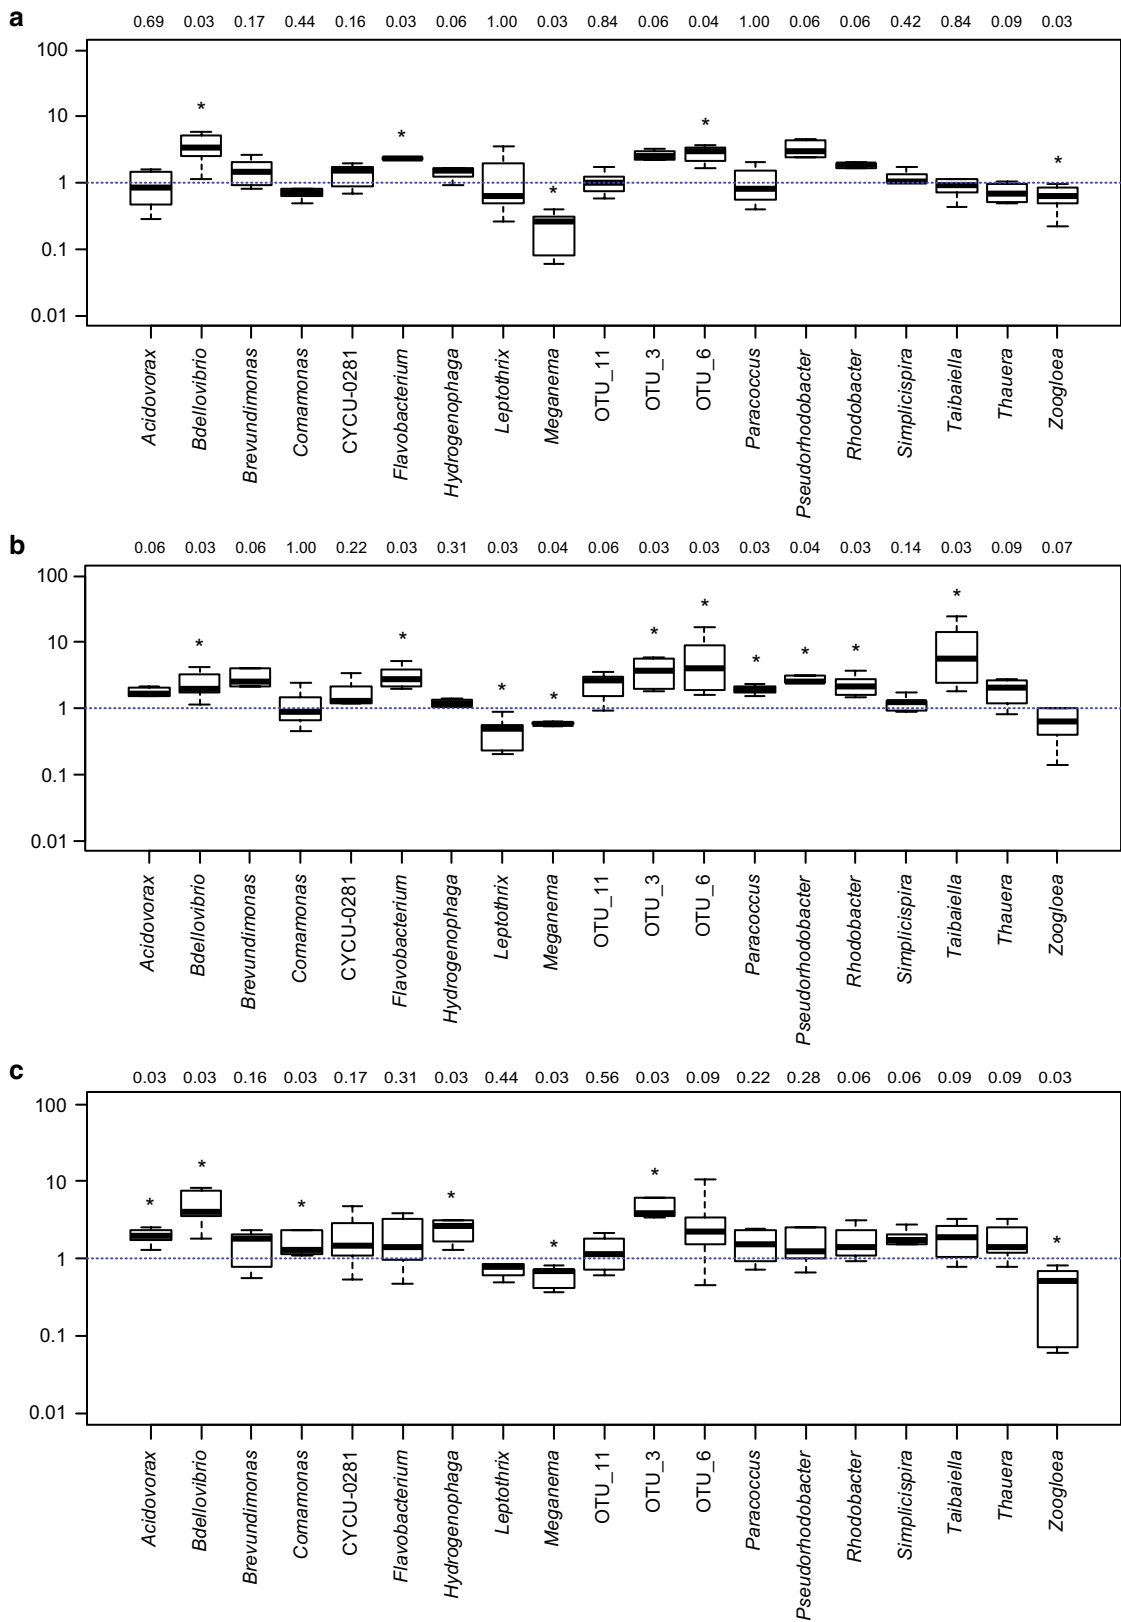 a
0.69 0.03 0.17 0.44 0.16 0.03 0.06 1.00 0.03 0.84 0.06 0.04 1.00 0.06 0.06 0.42 0.84 0.09 0.03
100
10
1
0.1
0.01
* * * * *
Acidovorax Bdellovibrio Brevundimonas Comamonas CYCU-0281 Flavobacterium Hydrogenophaga Leptothrix Meganema OTU_11 OTU_3 OTU_6 Paracoccus Pseudorhodobacter Rhodobacter Simplicispira Taibaiella Thauera Zoogloea
b
0.06 0.03 0.06 1.00 0.22 0.03 0.31 0.03 0.04 0.06 0.03 0.03 0.03 0.04 0.03 0.14 0.03 0.09 0.07
100
10
1
0.1
0.01
* * * * * * * * * *
Acidovorax Bdellovibrio Brevundimonas Comamonas CYCU-0281 Flavobacterium Hydrogenophaga Leptothrix Meganema OTU_11 OTU_3 OTU_6 Paracoccus Pseudorhodobacter Rhodobacter Simplicispira Taibaiella Thauera Zoogloea
c
0.03 0.03 0.16 0.03 0.17 0.31 0.03 0.44 0.03 0.56 0.03 0.09 0.22 0.28 0.06 0.06 0.09 0.09 0.03
100
10
1
0.1
0.01
* * * * * * *
Acidovorax Bdellovibrio Brevundimonas Comamonas CYCU-0281 Flavobacterium Hydrogenophaga Leptothrix Meganema OTU_11 OTU_3 OTU_6 Paracoccus Pseudorhodobacter Rhodobacter Simplicispira Taibaiella Thauera Zoogloea